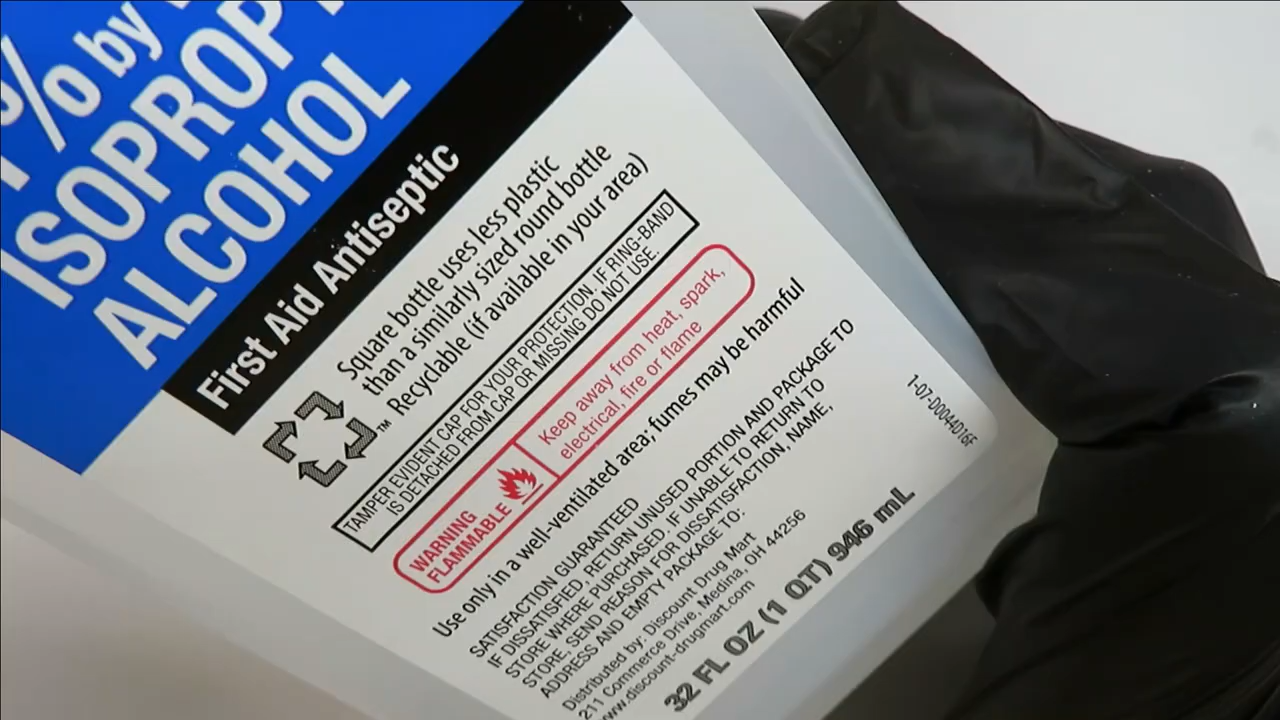 % by
ISOPROP
ALCOHOL
First Aid Antiseptic
Square bottle uses less plastic
than a similarly sized round bottle
Recyclable (if available in your area)
TM
TAMPER EVIDENT CAP FOR YOUR PROTECTION. IF RING-BAND
IS DETACHED FROM CAP OR MISSING DO NOT USE.
WARNING
FLAMMABLE
Keep away from heat, spark,
electrical, fire or flame
Use only in a well-ventilated area; fumes may be harmful
SATISFACTION GUARANTEED
IF DISSATISFIED, RETURN UNUSED PORTION AND PACKAGE TO
STORE WHERE PURCHASED. IF UNABLE TO RETURN TO
STORE, SEND REASON FOR DISSATISFACTION, NAME,
ADDRESS AND EMPTY PACKAGE TO:
Distributed by: Discount Drug Mart
211 Commerce Drive, Medina, OH 44256
www.discount-drugmart.com
32 FL OZ (1 QT) 946 mL
1-07-D0044D16F